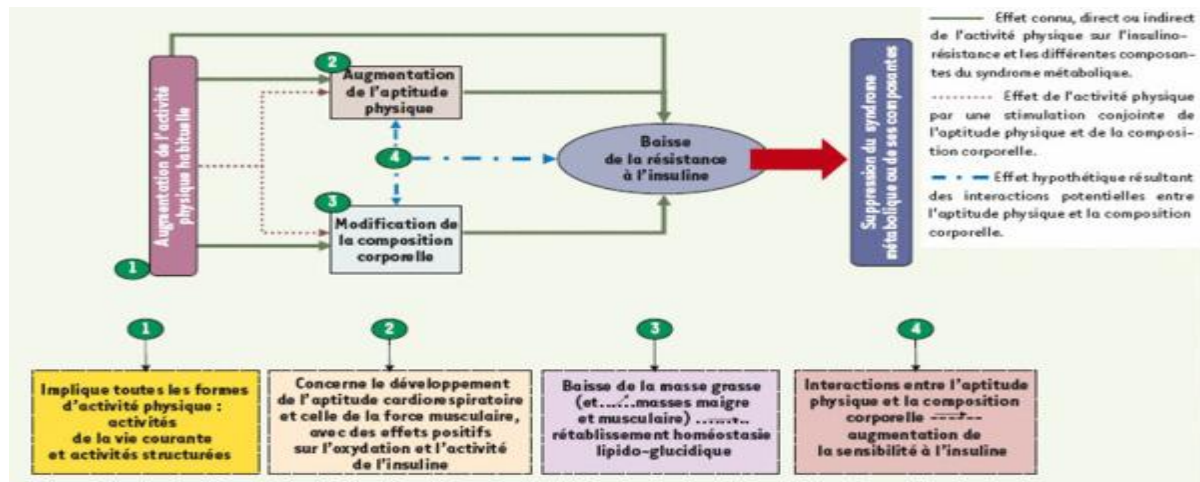 Augmentation de l'activité
physique habituelle
1
2
Augmentation
de l'aptitude
physique
4
3
Modification de
la composition
corporelle
Baisse
de la résistance
à l'insuline
Suppression du syndrome
métabolique ou de ses composantes
Effet connu, direct ou indirect
de l'activité physique sur l'insulino-
résistance et les différentes composan-
tes du syndrome métabolique.
Effet de l'activité physique
par une stimulation conjointe de
l'aptitude physique et de la composi-
tion corporelle.
Effet hypothétique résultant
des interactions potentielles entre
l'aptitude physique et la composition
corporelle.
1
Implique toutes les formes
d'activité physique :
activités
de la vie courante
et activités structurées
2
Concerne le développement
de l'aptitude cardiorespiratoire
et celle de la force musculaire,
avec des effets positifs
sur l'oxydation et l'activité
de l'insuline
3
Baisse de la masse grasse
(et masses maigre
et musculaire)
rétablissement homéostasie
lipido-glucidique
4
Interactions entre l'aptitude
physique et la composition
corporelle
augmentation de
la sensibilité à l'insuline